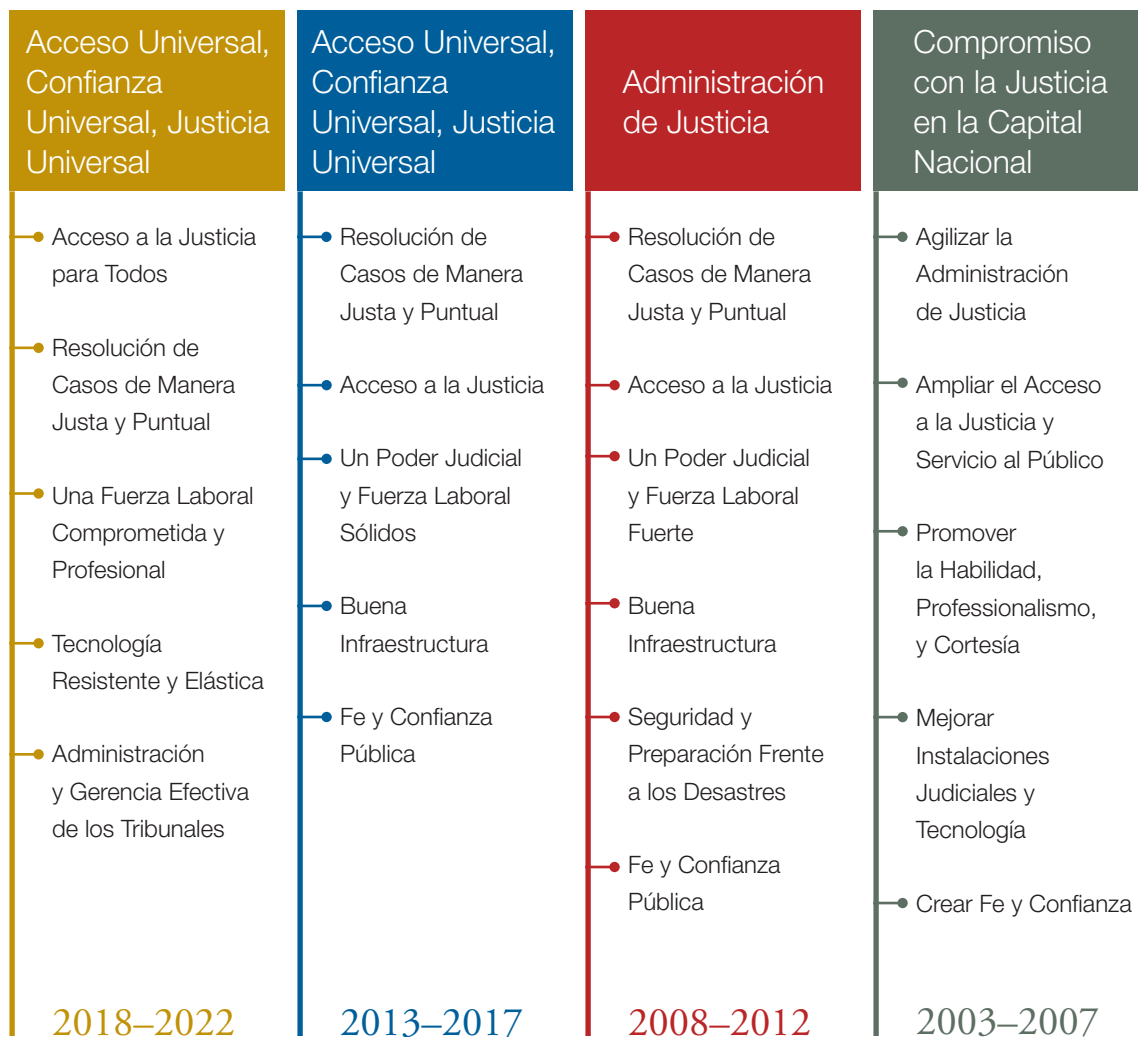 Acceso Universal,
Confianza
Universal, Justicia
Universal
Acceso a la Justicia
para Todos
Resolución de
Casos de Manera
Justa y Puntual
Una Fuerza Laboral
Comprometida y
Profesional
Tecnología
Resistente y Elástica
Administración
y Gerencia Efectiva
de los Tribunales
2018–2022
Acceso Universal,
Confianza
Universal, Justicia
Universal
Resolución de
Casos de Manera
Justa y Puntual
Acceso a la Justicia
Un Poder Judicial
y Fuerza Laboral
Sólidos
Buena
Infraestructura
Fe y Confianza
Pública
2013–2017
Administración
de Justicia
Resolución de
Casos de Manera
Justa y Puntual
Acceso a la Justicia
Un Poder Judicial
y Fuerza Laboral
Fuerte
Buena
Infraestructura
Seguridad y
Preparación Frente
a los Desastres
Fe y Confianza
Pública
2008–2012
Compromiso
con la Justicia
en la Capital
Nacional
Agilizar la
Administración
de Justicia
Ampliar el Acceso
a la Justicia y
Servicio al Público
Promover
la Habilidad,
Professionalismo,
y Cortesía
Mejorar
Instalaciones
Judiciales y
Tecnología
Crear Fe y Confianza
2003–2007